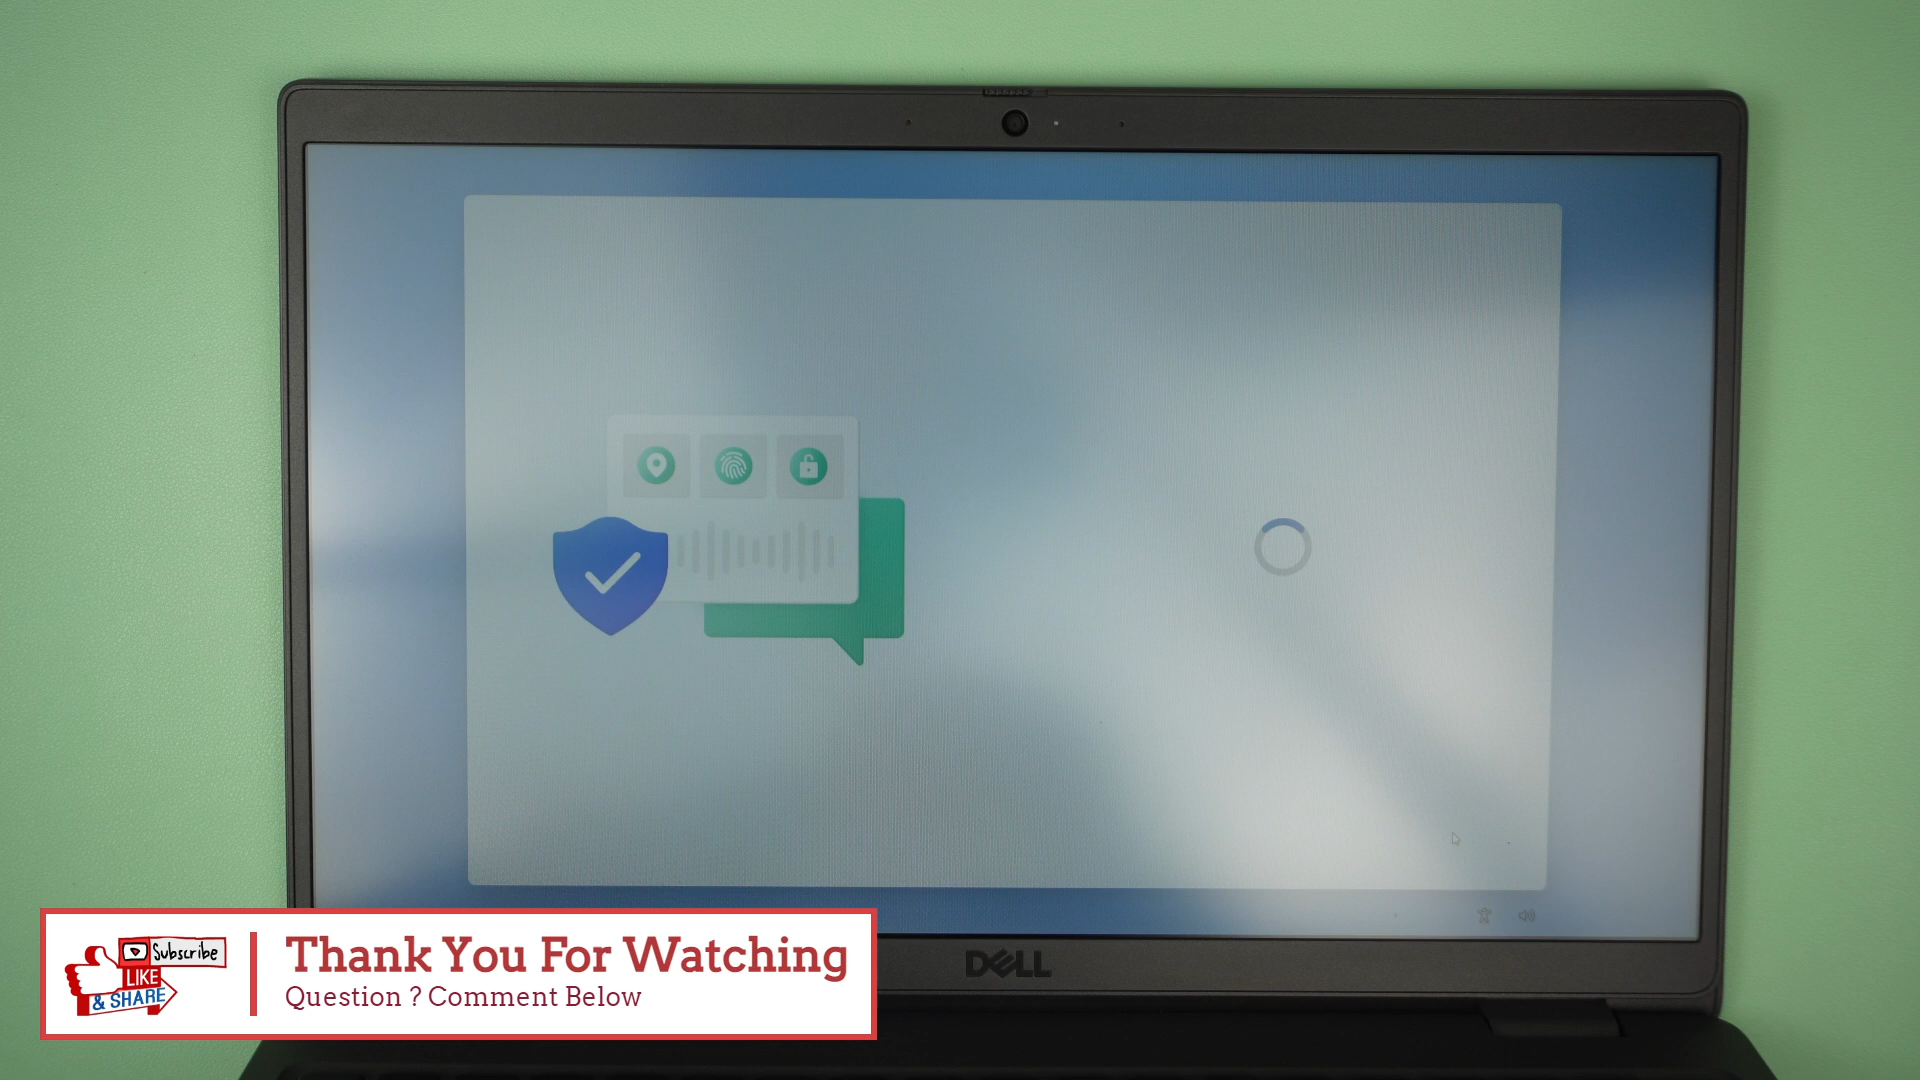 DELL
Subscribe
LIKE
& SHARE
Thank You For Watching
Question ? Comment Below